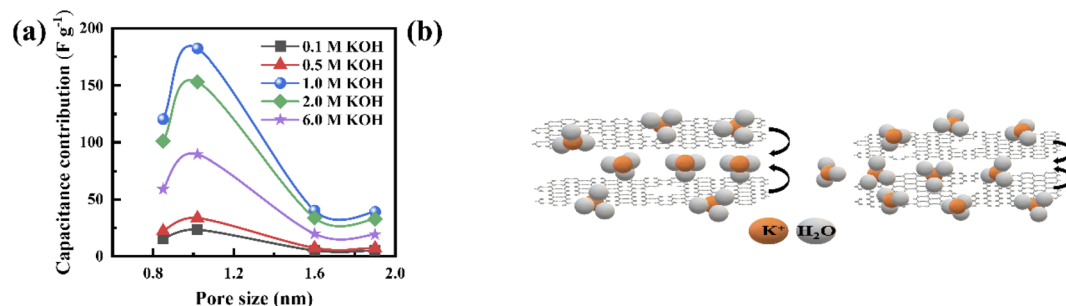 (a)
Capacitance contribution (F g⁻¹)
200
150
100
50
0
0.8
1.2
1.6
2.0
Pore size (nm)
0.1 M KOH
0.5 M KOH
1.0 M KOH
2.0 M KOH
6.0 M KOH
(b)
K⁺
H₂O